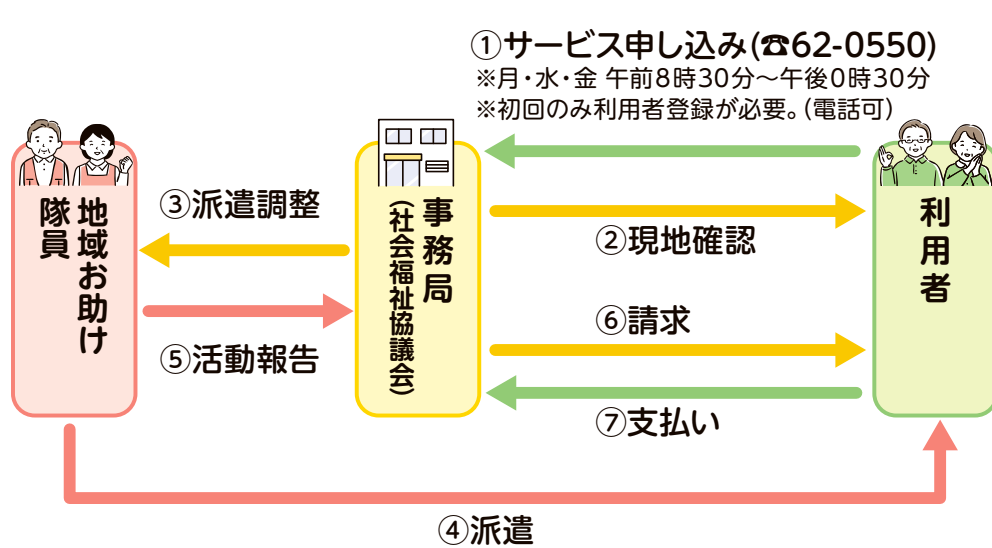 ①サービス申し込み(☎62-0550)
※月・水・金 午前8時30分～午後0時30分
※初回のみ利用者登録が必要。(電話可)
地域お助け
隊員
③派遣調整
⑤活動報告
事務局
(社会福祉協議会)
②現地確認
⑥請求
⑦支払い
利用者
④派遣